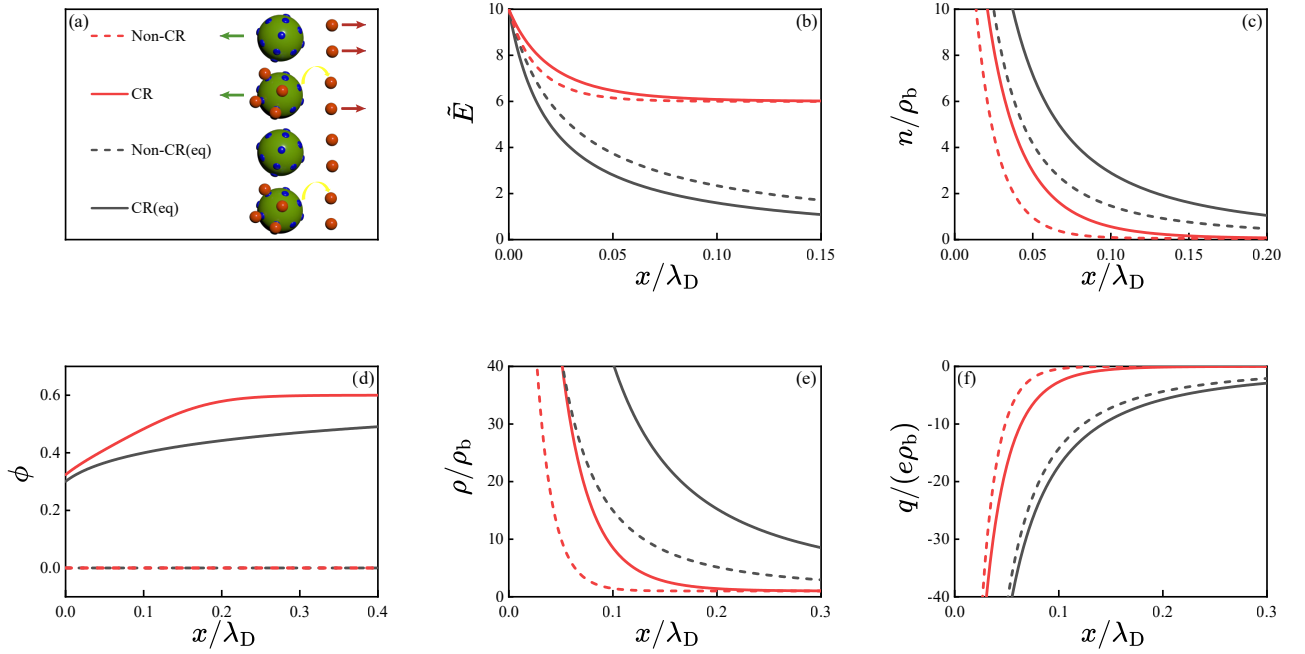 (a)
Non-CR
CR
Non-CR(eq)
CR(eq)
(b)
10
8
6
4
2
0
0.00
0.05
0.10
0.15
Ẽ
x/λD
(c)
10
8
6
4
2
0
0.00
0.05
0.10
0.15
0.20
n/ρb
x/λD
(d)
0.6
0.4
0.2
0.0
0.0
0.1
0.2
0.3
0.4
ϕ
x/λD
(e)
40
30
20
10
0
0.0
0.1
0.2
0.3
ρ/ρb
x/λD
(f)
0
-10
-20
-30
-40
0.0
0.1
0.2
0.3
q/(eρb)
x/λD